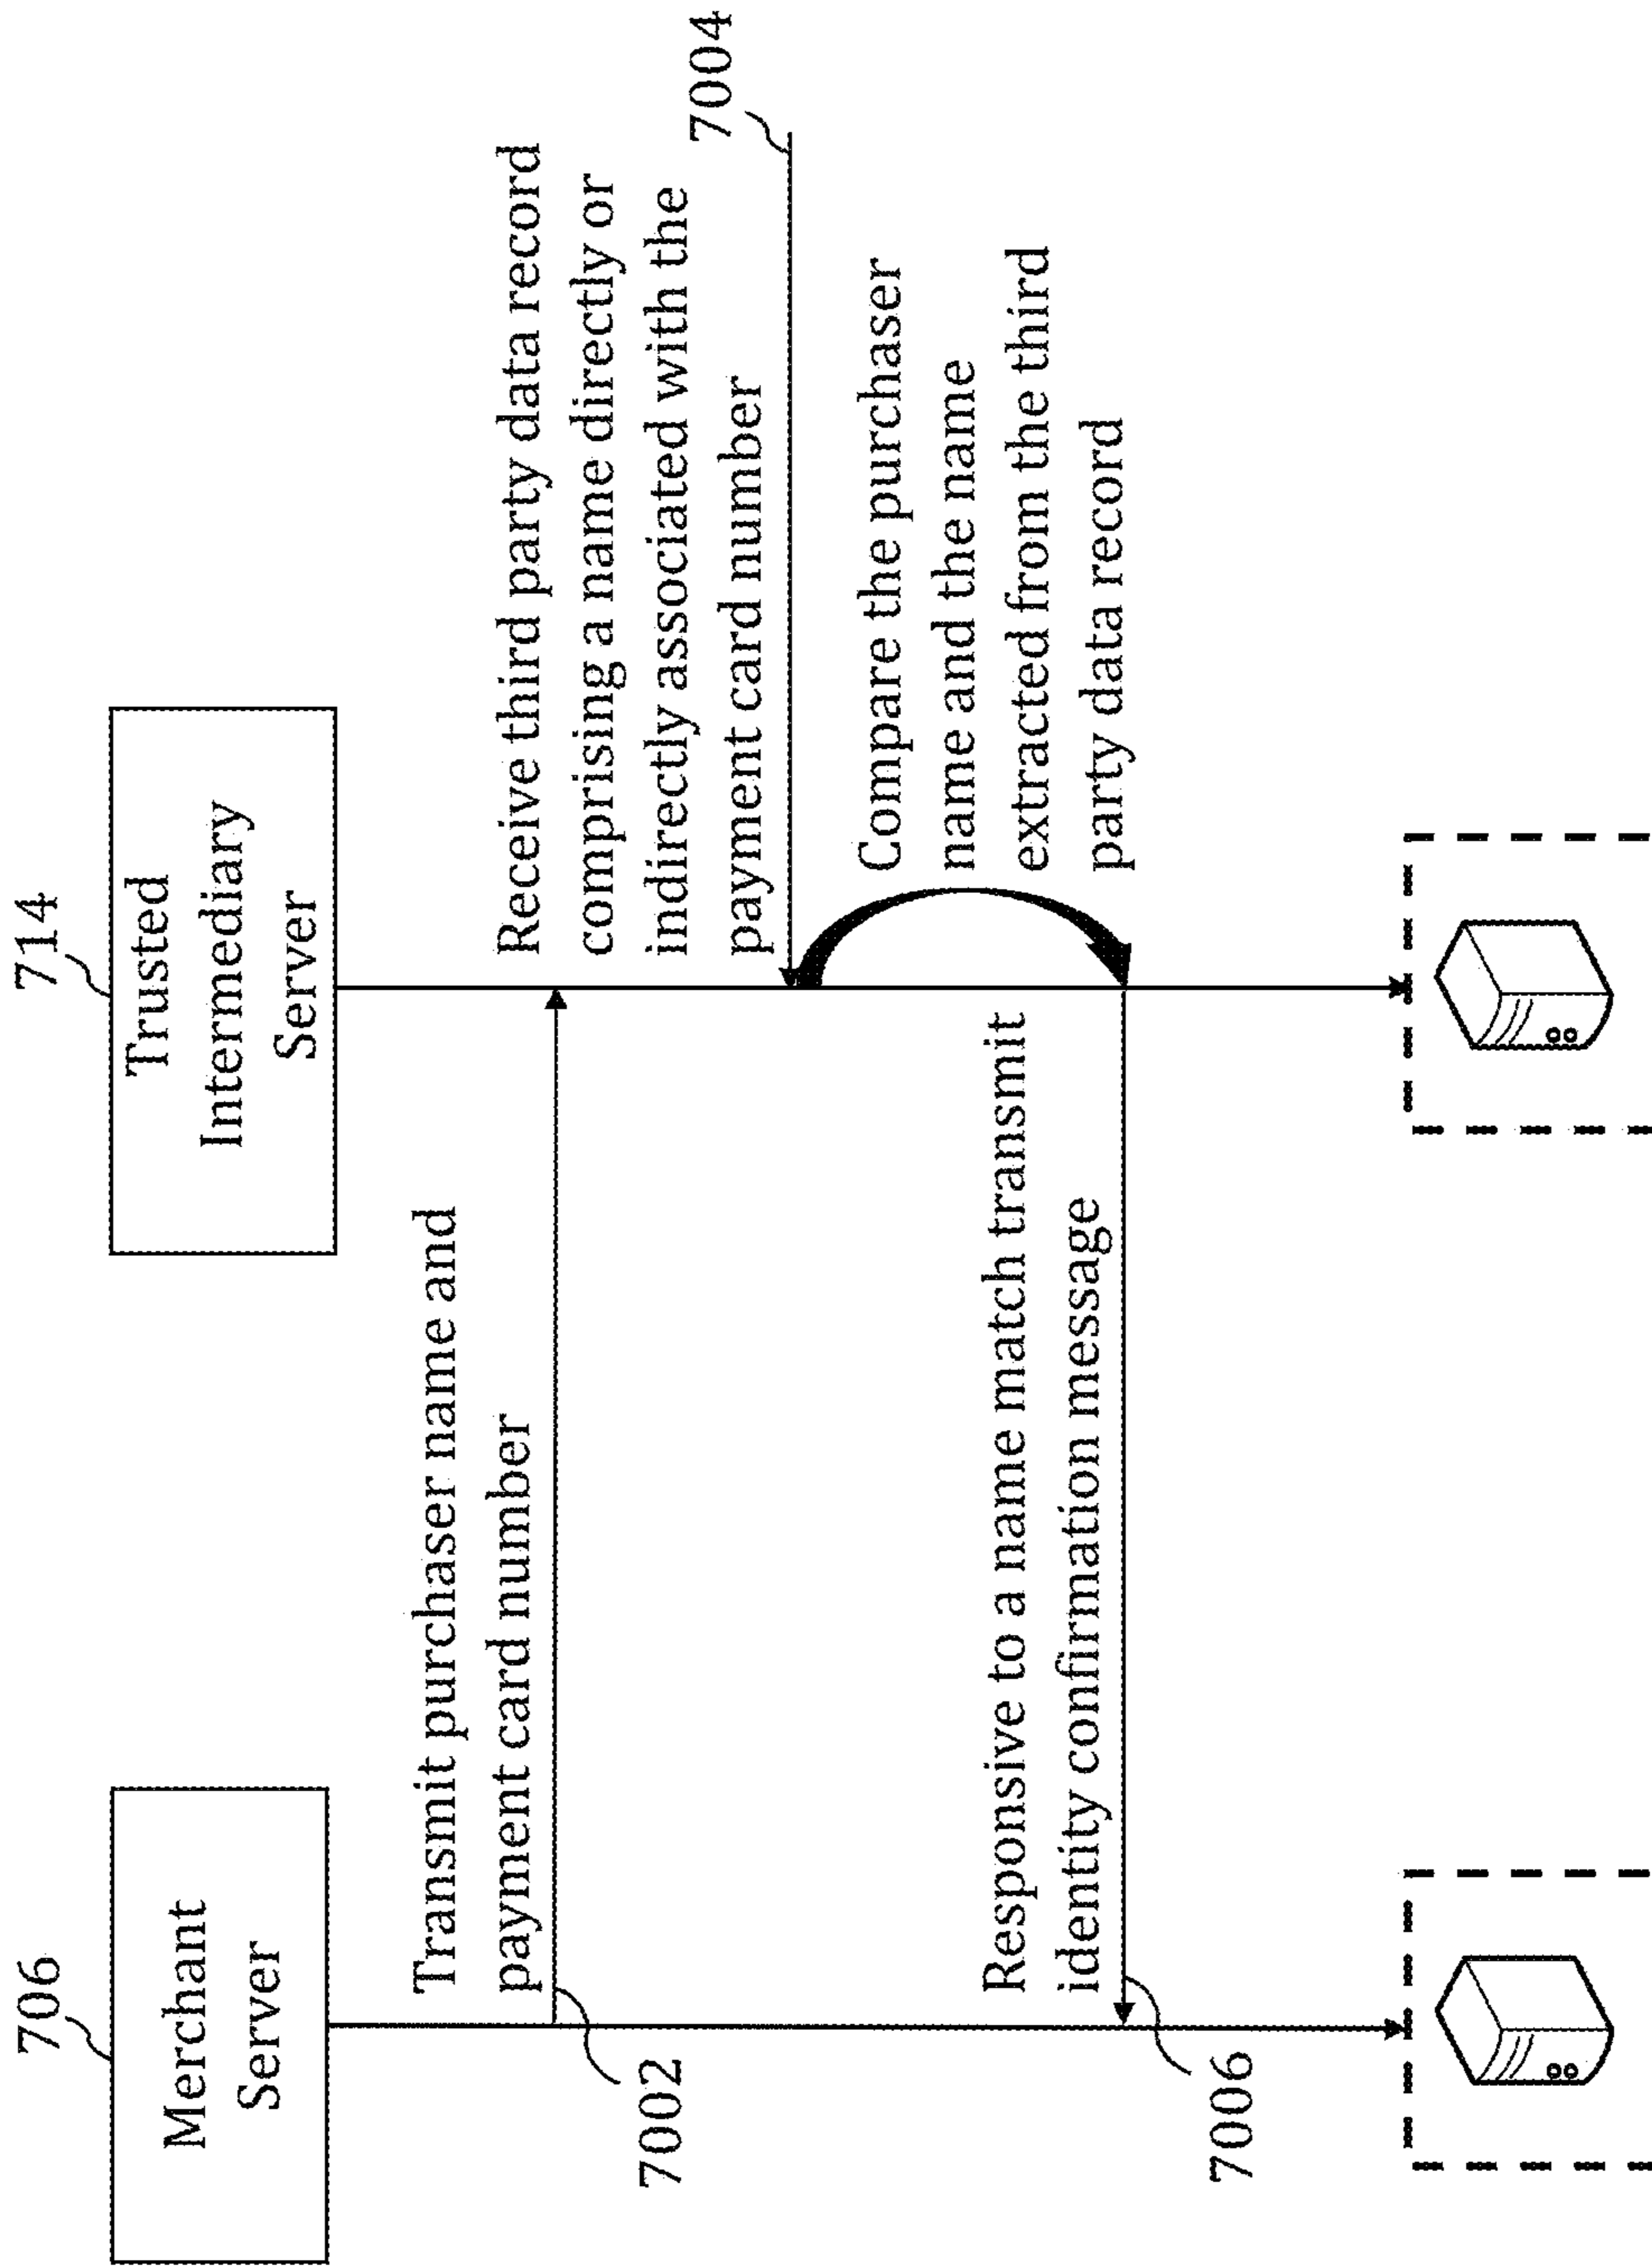 706
Merchant
Server
714
Trusted
Intermediary
Server
Transmit purchaser name and
payment card number
7002
Receive third party data record
comprising a name directly or
indirectly associated with the
payment card number
7004
Compare the purchaser
name and the name
extracted from the third
party data record
Responsive to a name match transmit
identity confirmation message
7006